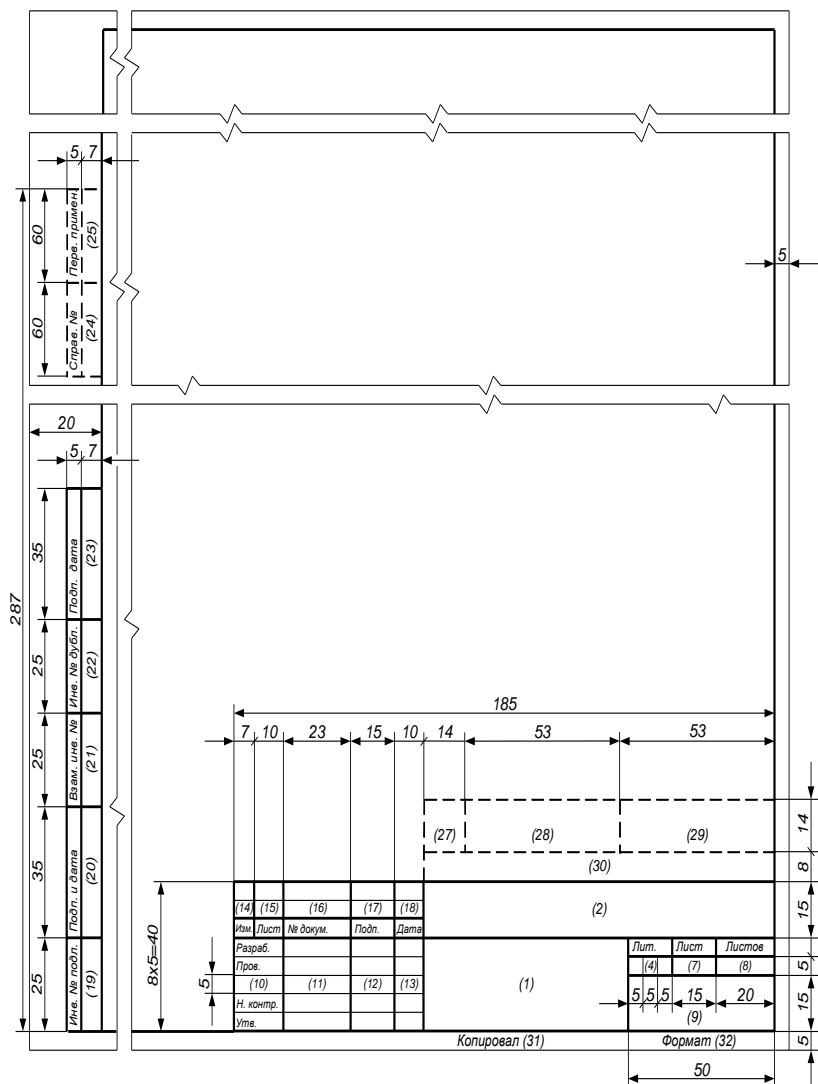 5 7
60
Перв. примен.
(25)
5
60
Справ. №
(24)
20
5 7
287
35
Подп. дата
(23)
25
Инв. № дубл.
(22)
185
7 10 23 15 10 14 53 53
25
Взам. инв. №
(21)
14
(27) (28) (29)
8
(30)
35
Подп. и дата
(20)
8х5=40
(14) (15) (16) (17) (18)
(2)
15
Изм. Лист № докум. Подп. Дата
25
Инв. № подл.
(19)
Разраб.
Лит. Лист Листов
Пров.
(4) (7) (8)
5
5
(10) (11) (12) (13)
(1)
5 5 5 15 20
15
Н. контр.
(9)
Утв.
Копировал (31) Формат (32)
5
50